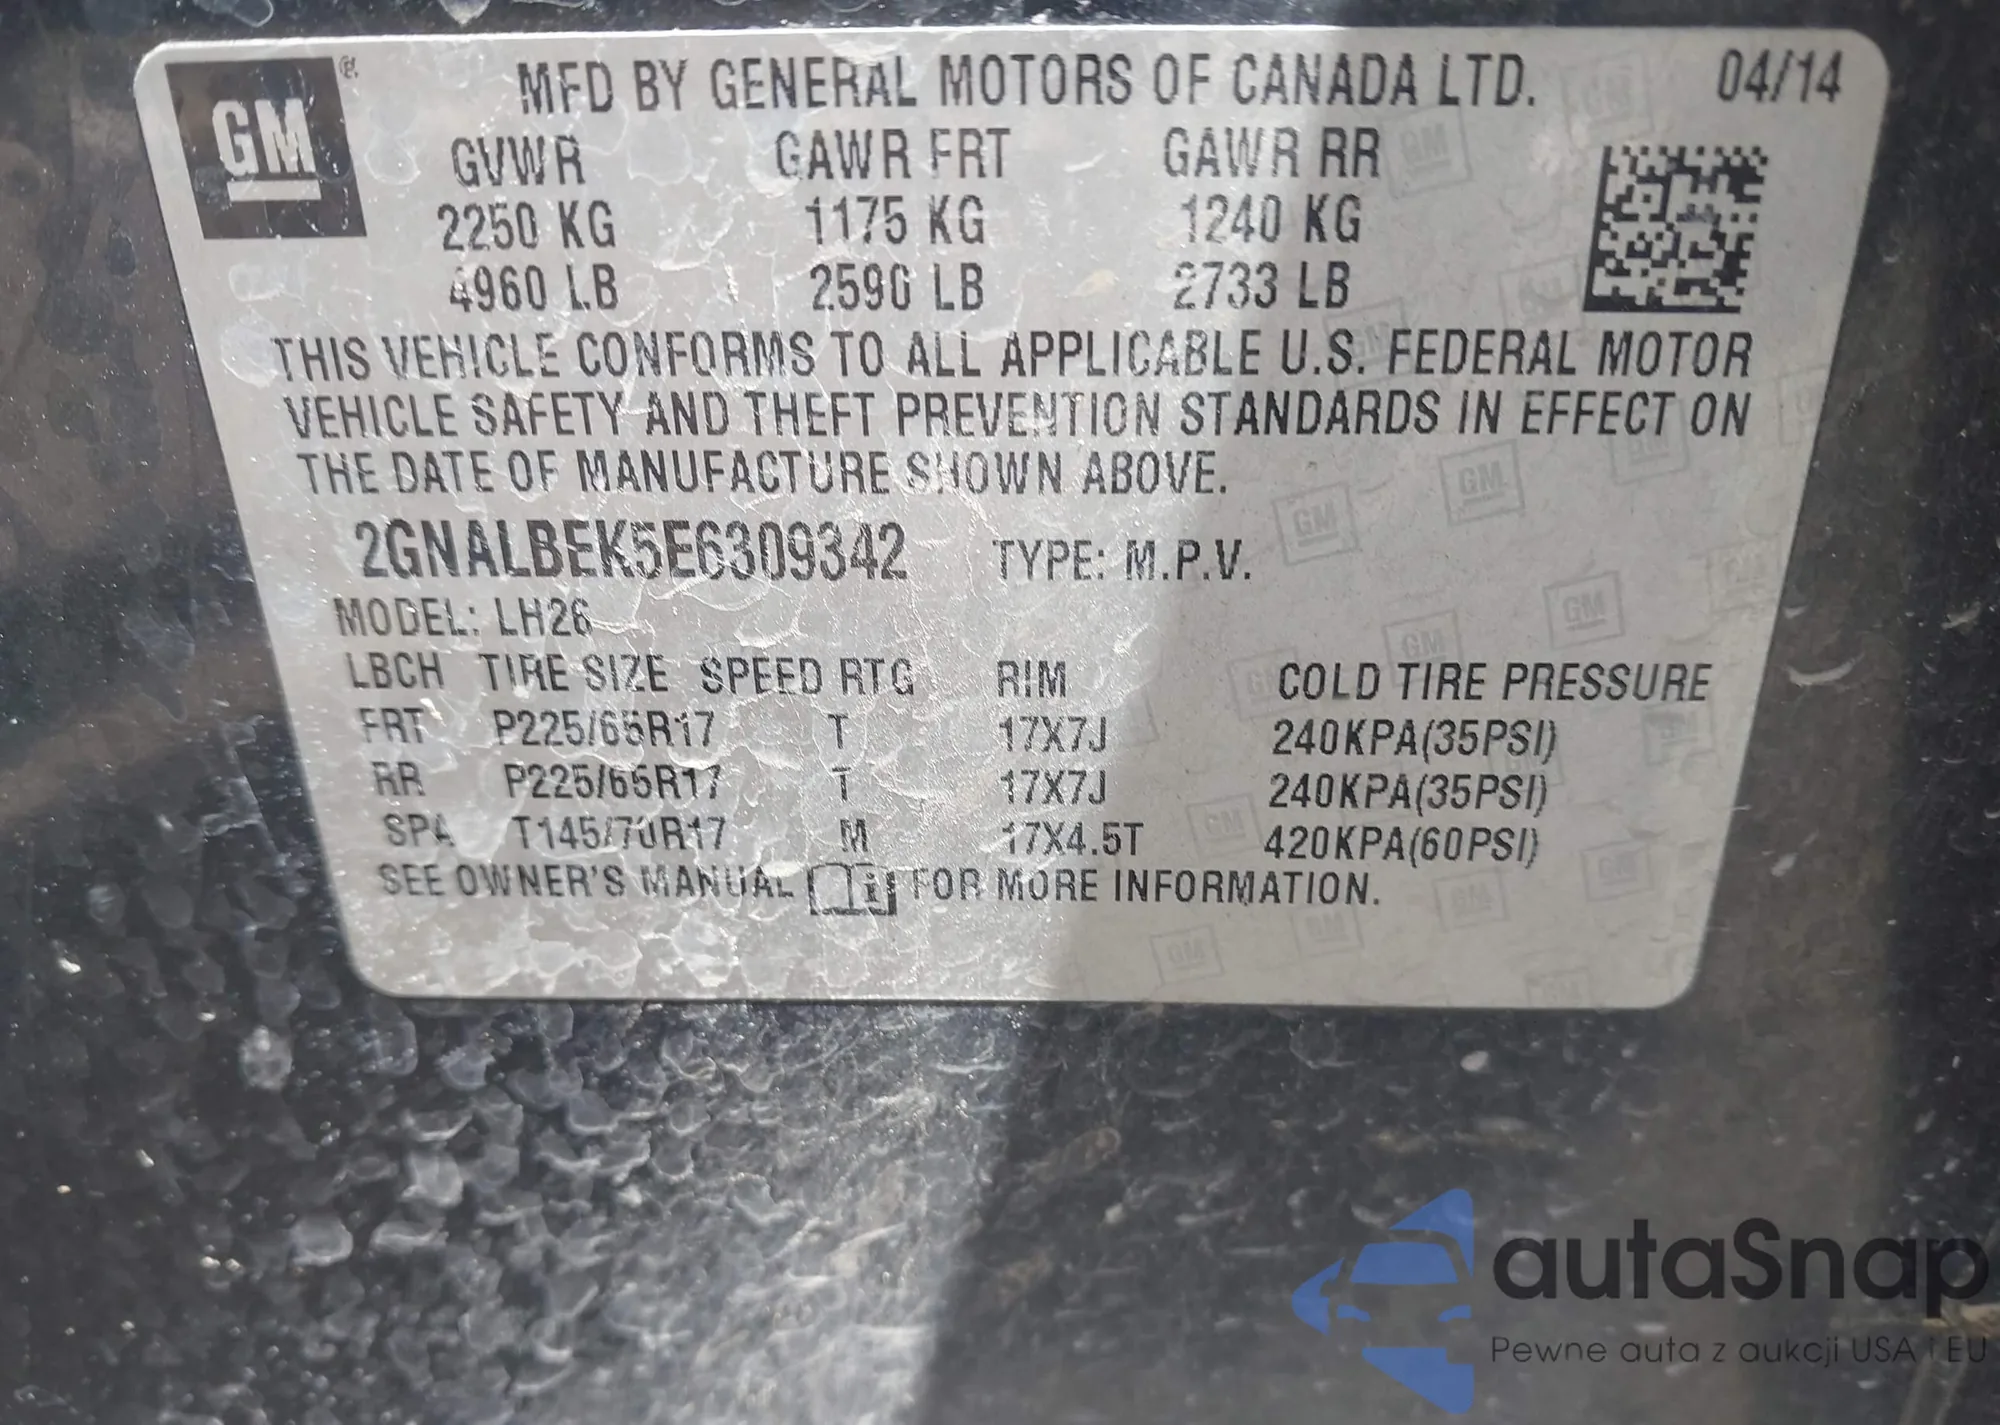 GM MFD BY GENERAL MOTORS OF CANADA LTD. 04/14
GVWR GAWR FRT GAWR RR
2250 KG 1175 KG 1240 KG
4960 LB 2590 LB 2733 LB
THIS VEHICLE CONFORMS TO ALL APPLICABLE U.S. FEDERAL MOTOR
VEHICLE SAFETY AND THEFT PREVENTION STANDARDS IN EFFECT ON
THE DATE OF MANUFACTURE SHOWN ABOVE.
2GNALBEK5E6309342 TYPE: M.P.V.
MODEL: LH26
LBCH TIRE SIZE SPEED RTG RIM COLD TIRE PRESSURE
FRT P225/65R17 T 17X7J 240KPA(35PSI)
RR P225/65R17 T 17X7J 240KPA(35PSI)
SPA T145/70R17 M 17X4.5T 420KPA(60PSI)
SEE OWNER'S MANUAL i FOR MORE INFORMATION.
autaSnap
Pewne auta z aukcji USA i EU